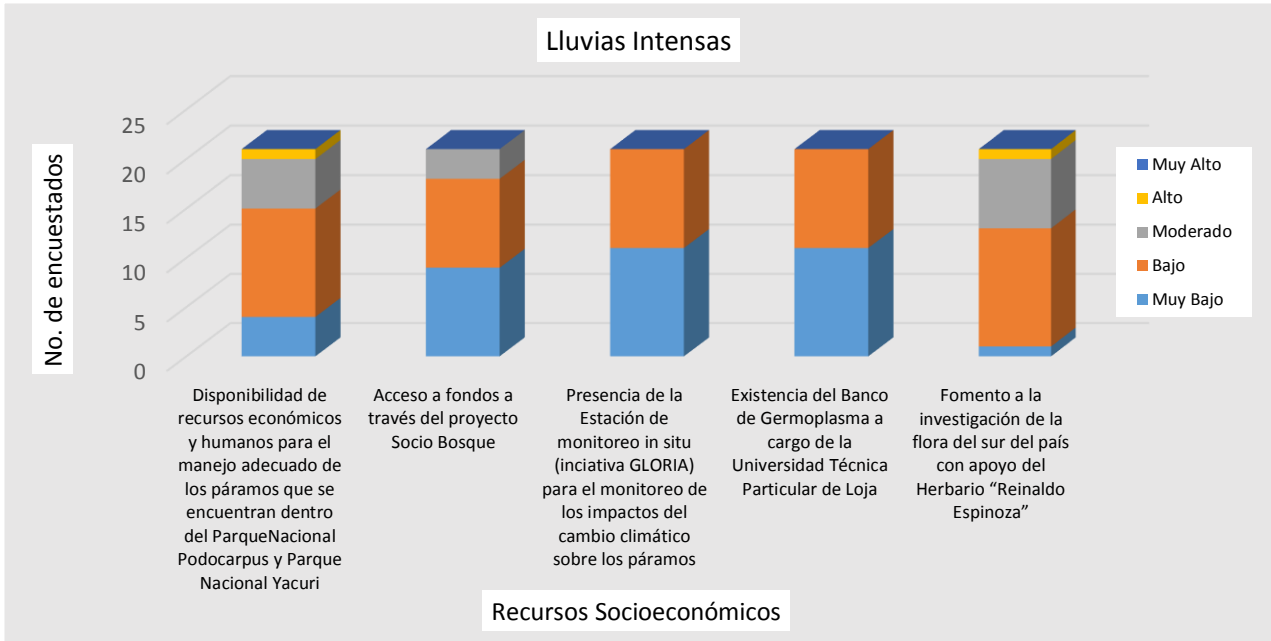 Lluvias Intensas
No. de encuestados
25
20
15
10
5
0
Muy Alto
Alto
Moderado
Bajo
Muy Bajo
Disponibilidad de
recursos económicos
y humanos para el
manejo adecuado de
los páramos que se
encuentran dentro
del ParqueNacional
Podocarpus y Parque
Nacional Yacuri
Acceso a fondos a
través del proyecto
Socio Bosque
Presencia de la
Estación de
monitoreo in situ
(inciativa GLORIA)
para el monitoreo de
los impactos del
cambio climático
sobre los páramos
Existencia del Banco
de Germoplasma a
cargo de la
Universidad Técnica
Particular de Loja
Fomento a la
investigación de la
flora del sur del país
con apoyo del
Herbario “Reinaldo
Espinoza”
Recursos Socioeconómicos